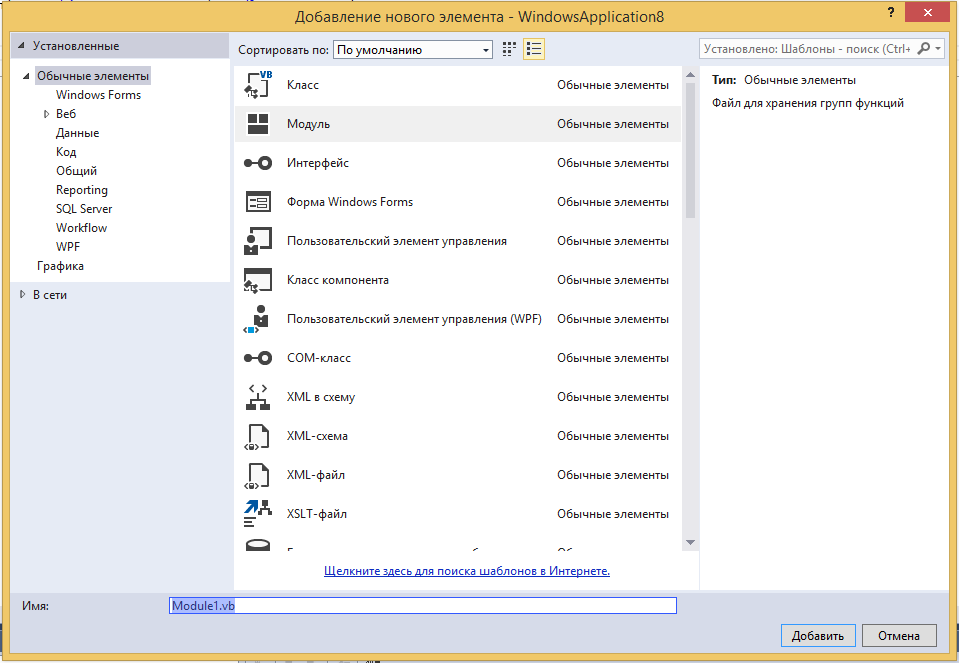 Добавление нового элемента - WindowsApplication8
?
Установленные
Обычные элементы
Windows Forms
Веб
Данные
Код
Общий
Reporting
SQL Server
Workflow
WPF
Графика
В сети
Сортировать по: По умолчанию
VB
Класс Обычные элементы
Модуль Обычные элементы
Интерфейс Обычные элементы
Форма Windows Forms Обычные элементы
Пользовательский элемент управления Обычные элементы
Класс компонента Обычные элементы
Пользовательский элемент управления (WPF) Обычные элементы
COM-класс Обычные элементы
XML в схему Обычные элементы
XML-схема Обычные элементы
XML-файл Обычные элементы
XSLT-файл Обычные элементы
Щелкните здесь для поиска шаблонов в Интернете.
Установлено: Шаблоны - поиск (Ctrl+
Тип: Обычные элементы
Файл для хранения групп функций
Имя: Module1.vb
Добавить Отмена